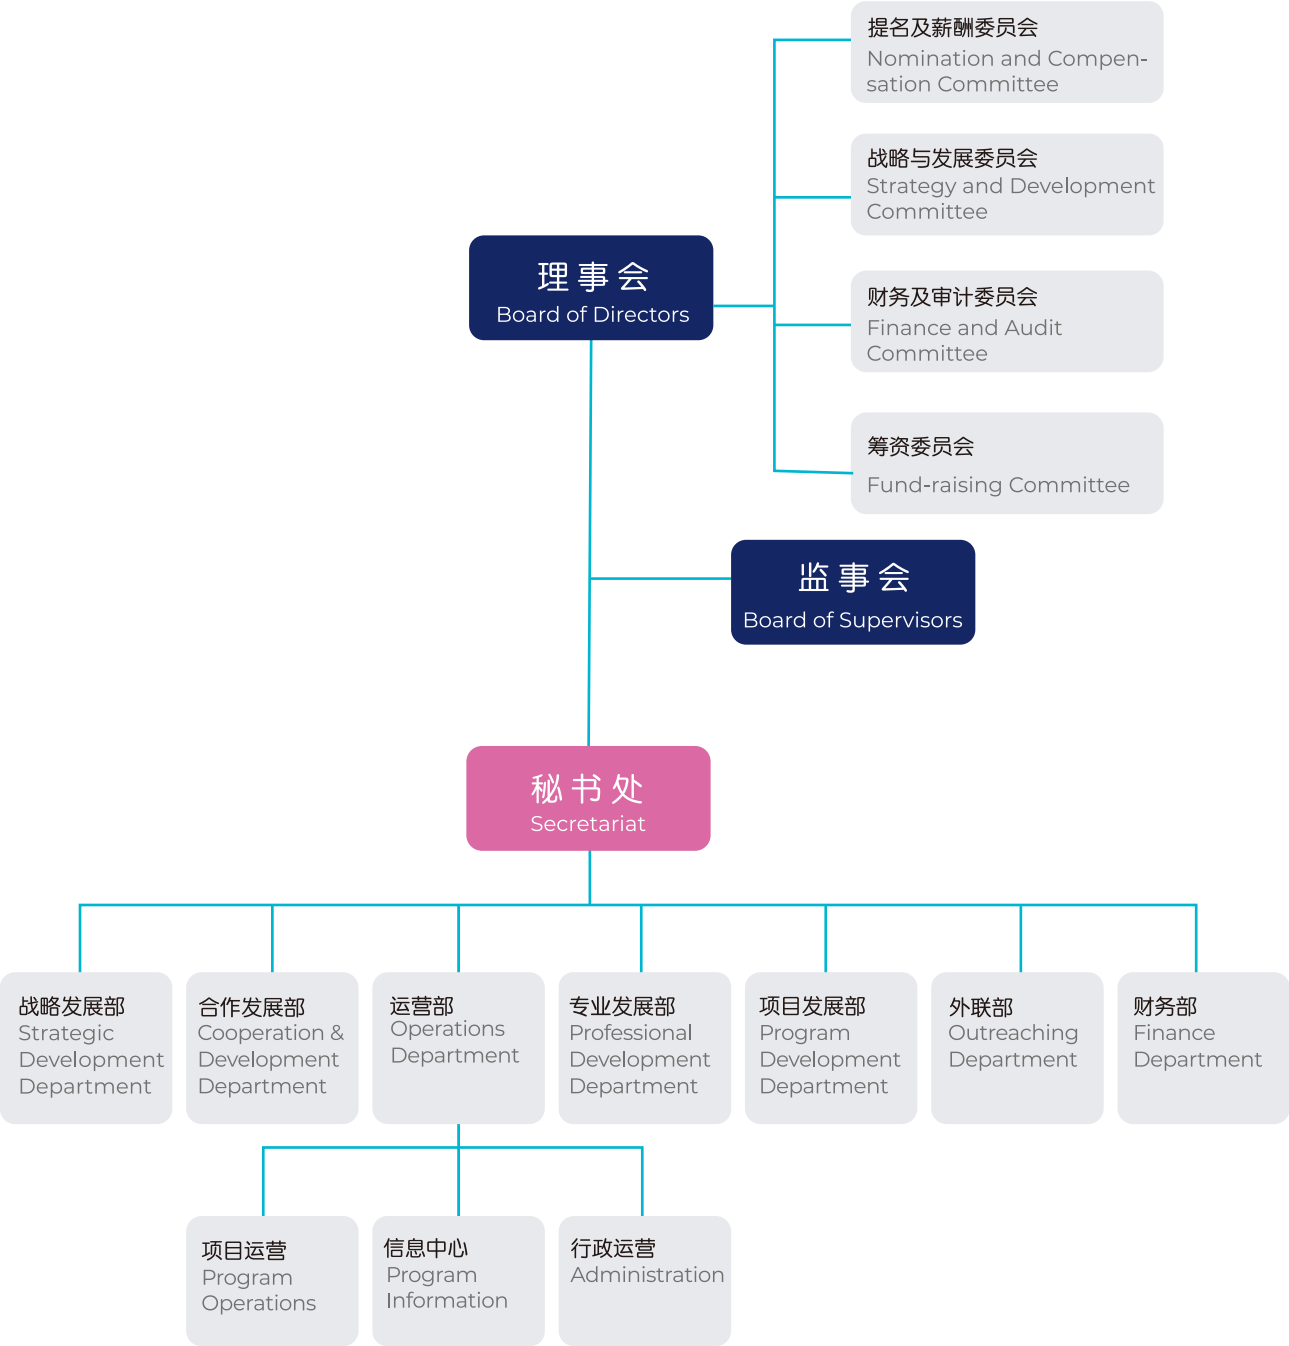 提名及薪酬委员会
Nomination and Compen-
sation Committee
战略与发展委员会
Strategy and Development
Committee
理事会
Board of Directors
财务及审计委员会
Finance and Audit
Committee
筹资委员会
Fund-raising Committee
监事会
Board of Supervisors
秘书处
Secretariat
战略发展部
Strategic
Development
Department
合作发展部
Cooperation &
Development
Department
运营部
Operations
Department
专业发展部
Professional
Development
Department
项目发展部
Program
Development
Department
外联部
Outreaching
Department
财务部
Finance
Department
项目运营
Program
Operations
信息中心
Program
Information
行政运营
Administration